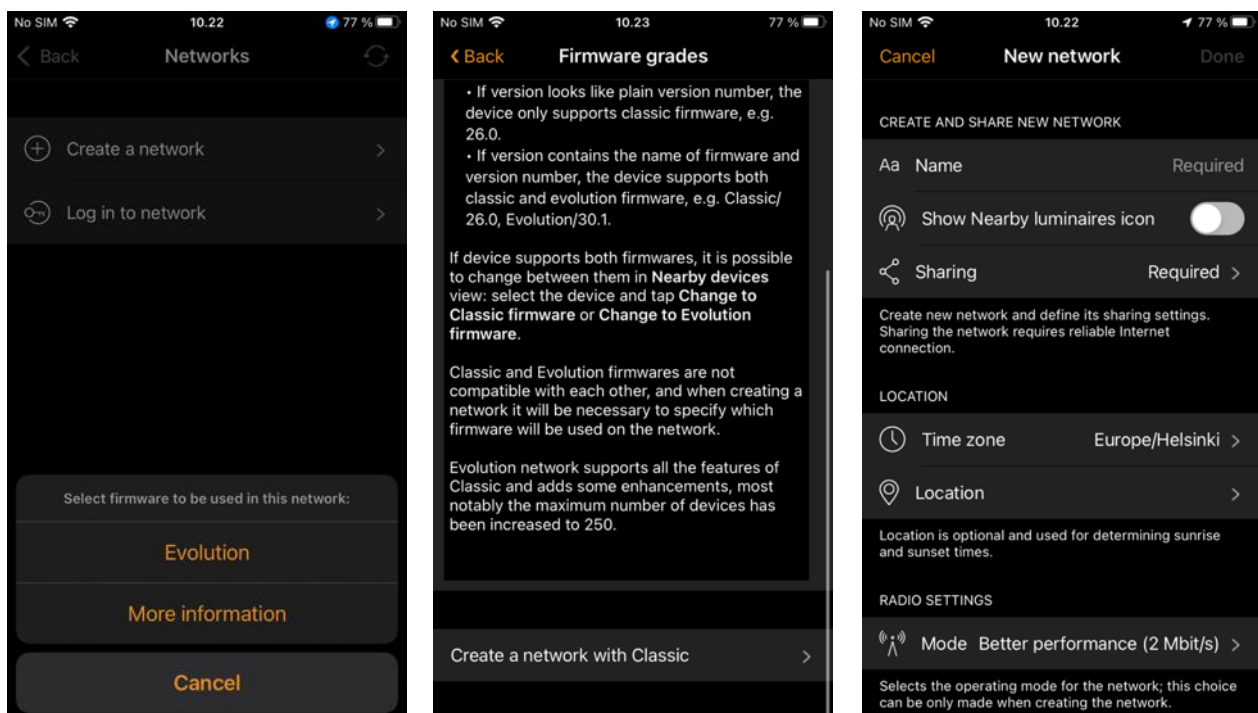 No SIM 10.22 77 %
Back Networks
Create a network
Log in to network
Select firmware to be used in this network:
Evolution
More information
Cancel
No SIM 10.23 77 %
Back Firmware grades
• If version looks like plain version number, the
device only supports classic firmware, e.g.
26.0.
• If version contains the name of firmware and
version number, the device supports both
classic and evolution firmware, e.g. Classic/
26.0, Evolution/30.1.
If device supports both firmwares, it is possible
to change between them in Nearby devices
view: select the device and tap Change to
Classic firmware or Change to Evolution
firmware.
Classic and Evolution firmwares are not
compatible with each other, and when creating a
network it will be necessary to specify which
firmware will be used on the network.
Evolution network supports all the features of
Classic and adds some enhancements, most
notably the maximum number of devices has
been increased to 250.
Create a network with Classic
No SIM 10.22 77 %
Cancel New network Done
CREATE AND SHARE NEW NETWORK
Aa Name Required
Show Nearby luminaires icon
Sharing Required
Create new network and define its sharing settings.
Sharing the network requires reliable Internet
connection.
LOCATION
Time zone Europe/Helsinki
Location
Location is optional and used for determining sunrise
and sunset times.
RADIO SETTINGS
Mode Better performance (2 Mbit/s)
Selects the operating mode for the network; this choice
can be only made when creating the network.